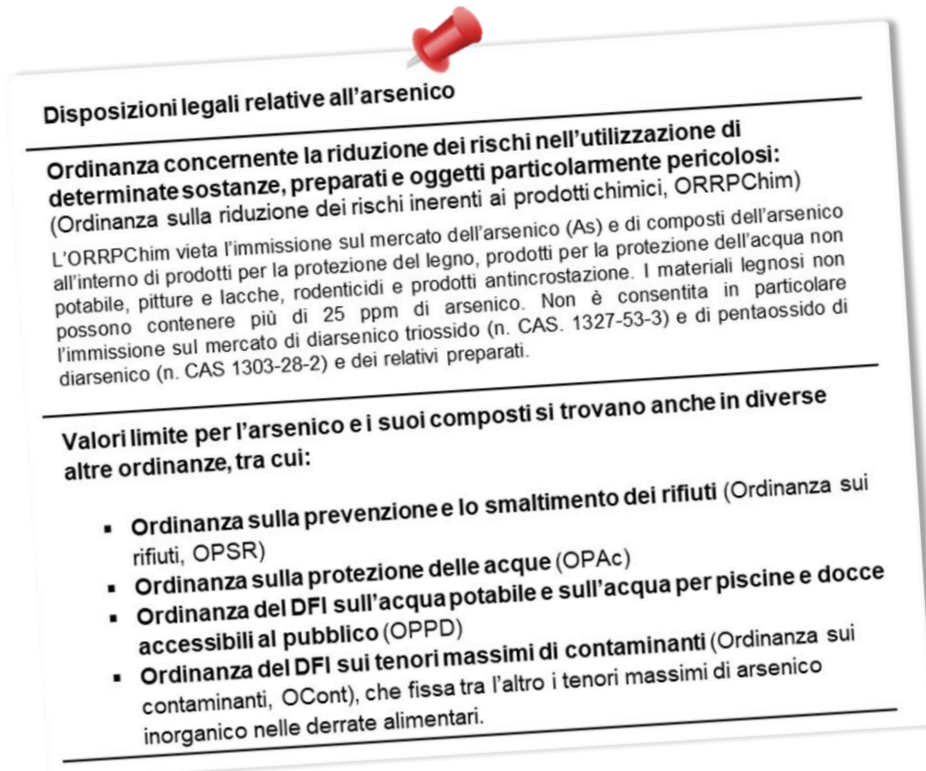 Disposizioni legali relative all’arsenico
Ordinanza concernente la riduzione dei rischi nell’utilizzazione di
determinate sostanze, preparati e oggetti particolarmente pericolosi:
(Ordinanza sulla riduzione dei rischi inerenti ai prodotti chimici, ORRPChim)
L’ORRPChim vieta l’immissione sul mercato dell’arsenico (As) e di composti dell’arsenico
all’interno di prodotti per la protezione del legno, prodotti per la protezione dell’acqua non
potabile, pitture e lacche, rodenticidi e prodotti antincrostazione. I materiali legnosi non
possono contenere più di 25 ppm di arsenico. Non è consentita in particolare
l’immissione sul mercato di diarsenico triossido (n. CAS. 1327-53-3) e di pentaossido di
diarsenico (n. CAS 1303-28-2) e dei relativi preparati.
Valori limite per l’arsenico e i suoi composti si trovano anche in diverse
altre ordinanze, tra cui:
▪ Ordinanza sulla prevenzione e lo smaltimento dei rifiuti (Ordinanza sui
rifiuti, OPSR)
▪ Ordinanza sulla protezione delle acque (OPAc)
▪ Ordinanza del DFI sull’acqua potabile e sull’acqua per piscine e docce
accessibili al pubblico (OPPD)
▪ Ordinanza del DFI sui tenori massimi di contaminanti (Ordinanza sui
contaminanti, OCont), che fissa tra l’altro i tenori massimi di arsenico
inorganico nelle derrate alimentari.